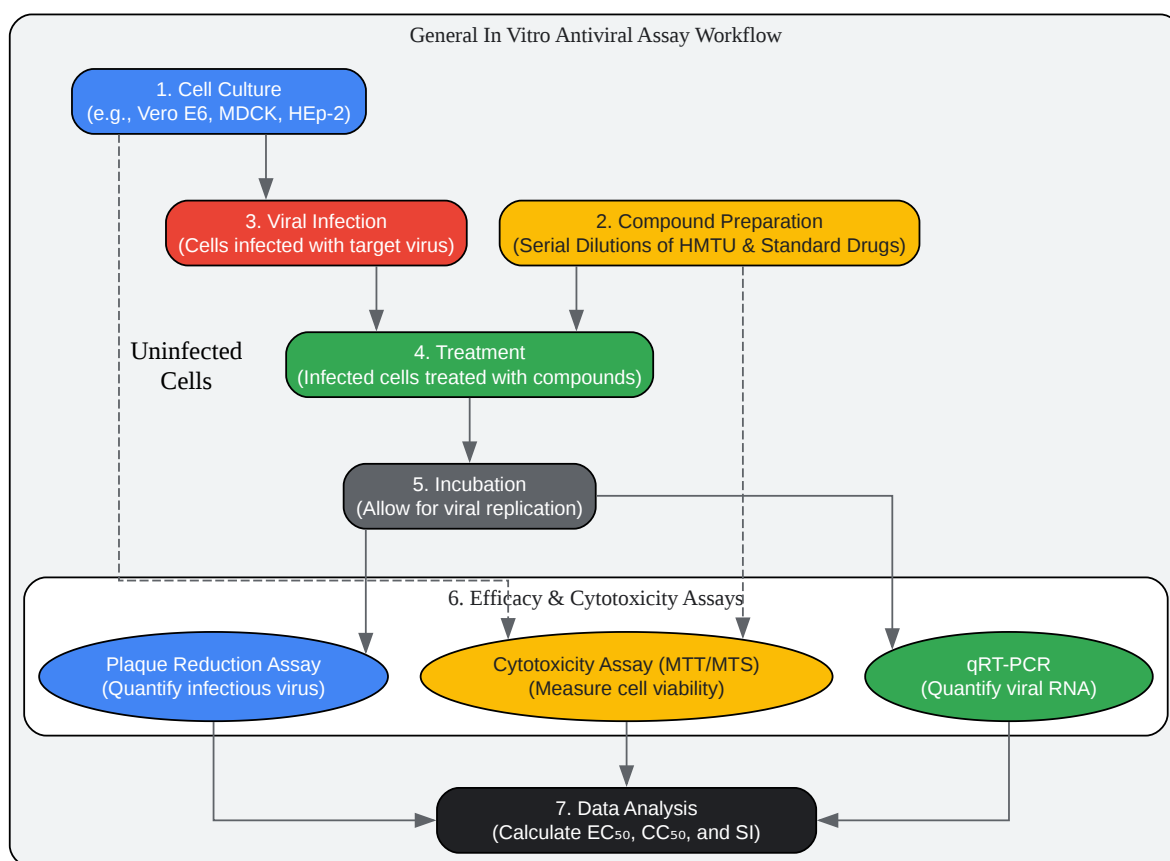 General In Vitro Antiviral Assay Workflow
1. Cell Culture
(e.g., Vero E6, MDCK, HEp-2)
3. Viral Infection
(Cells infected with target virus)
2. Compound Preparation
(Serial Dilutions of HMTU & Standard Drugs)
Uninfected
Cells
4. Treatment
(Infected cells treated with compounds)
5. Incubation
(Allow for viral replication)
6. Efficacy & Cytotoxicity Assays
Plaque Reduction Assay
(Quantify infectious virus)
Cytotoxicity Assay (MTT/MTS)
(Measure cell viability)
qRT-PCR
(Quantify viral RNA)
7. Data Analysis
(Calculate EC₅₀, CC₅₀, and SI)